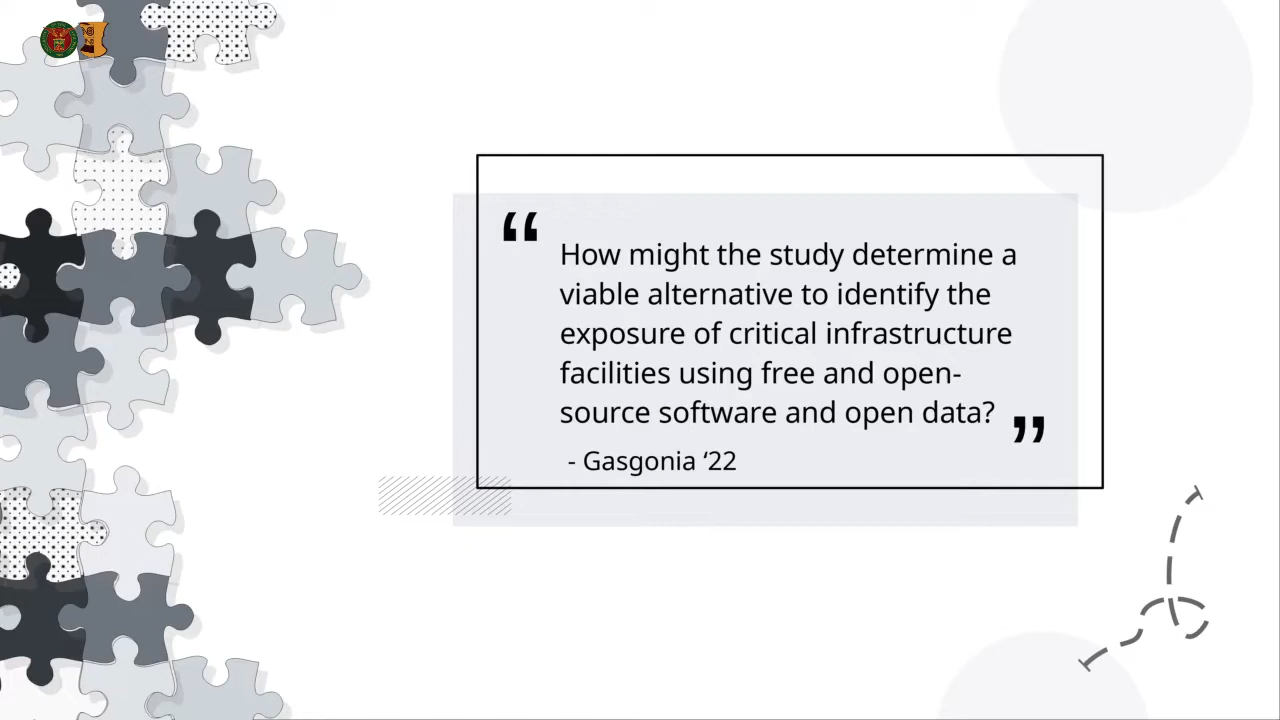 “
How might the study determine a
viable alternative to identify the
exposure of critical infrastructure
facilities using free and open-
source software and open data?
”
- Gasgonia ‘22